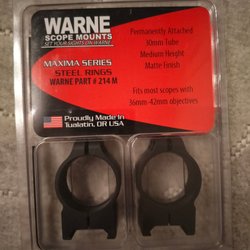 WARNE
SCOPE MOUNTS
SET YOUR SIGHTS ON WARNE
MAXIMA SERIES
STEEL RINGS
WARNE PART # 214 M
Permanently Attached
30mm Tube
Medium Height
Matte Finish
Fits most scopes with
36mm-42mm objectives
Proudly Made in
Tualatin, OR USA